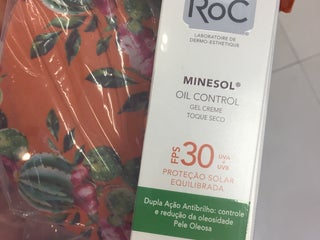 RoC
LABORATOIRE DE
DERMO-ESTHETIQUE
MINESOL®
OIL CONTROL
GEL CREME
TOQUE SECO
FPS 30 UVA
UVB
PROTEÇÃO SOLAR
EQUILIBRADA
Dupla Ação Antibrilho: controle
e redução da oleosidade
Pele Oleosa